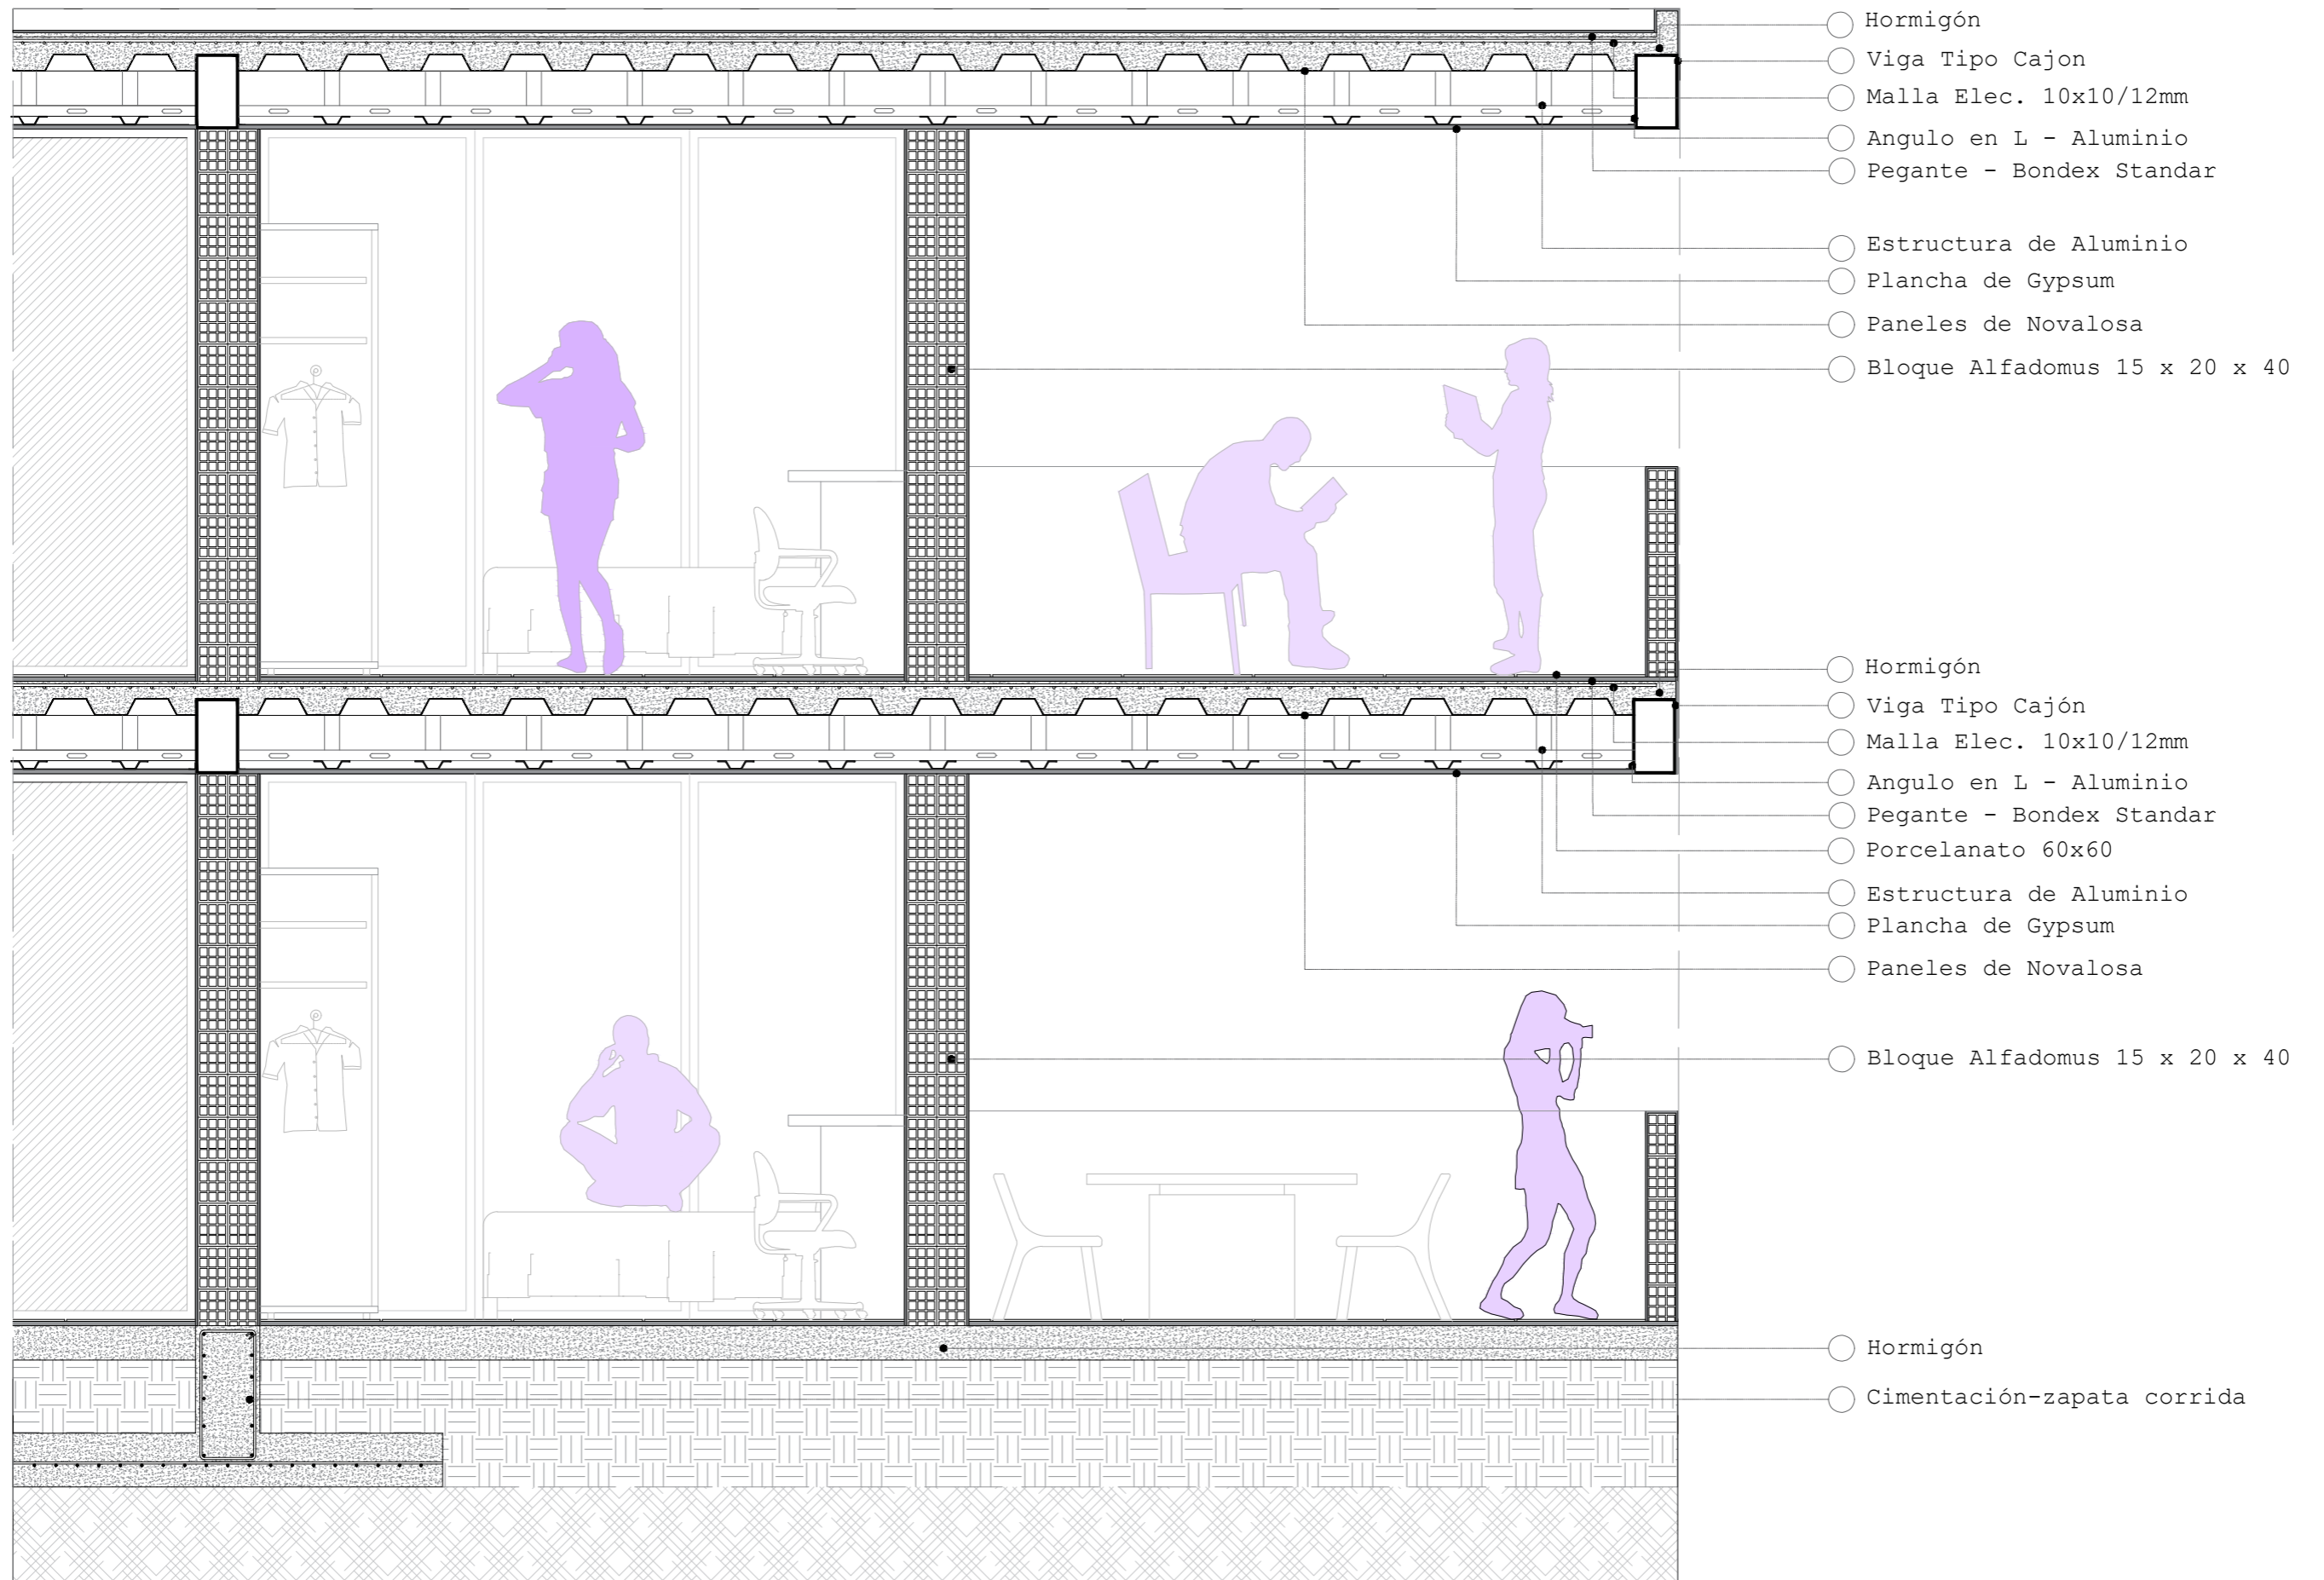 Hormigón
Viga Tipo Cajon
Malla Elec. 10x10/12mm
Angulo en L - Aluminio
Pegante - Bondex Standar
Estructura de Aluminio
Plancha de Gypsum
Paneles de Novalosa
Bloque Alfadomus 15 x 20 x 40
Hormigón
Viga Tipo Cajón
Malla Elec. 10x10/12mm
Angulo en L - Aluminio
Pegante - Bondex Standar
Porcelanato 60x60
Estructura de Aluminio
Plancha de Gypsum
Paneles de Novalosa
Bloque Alfadomus 15 x 20 x 40
Hormigón
Cimentación-zapata corrida